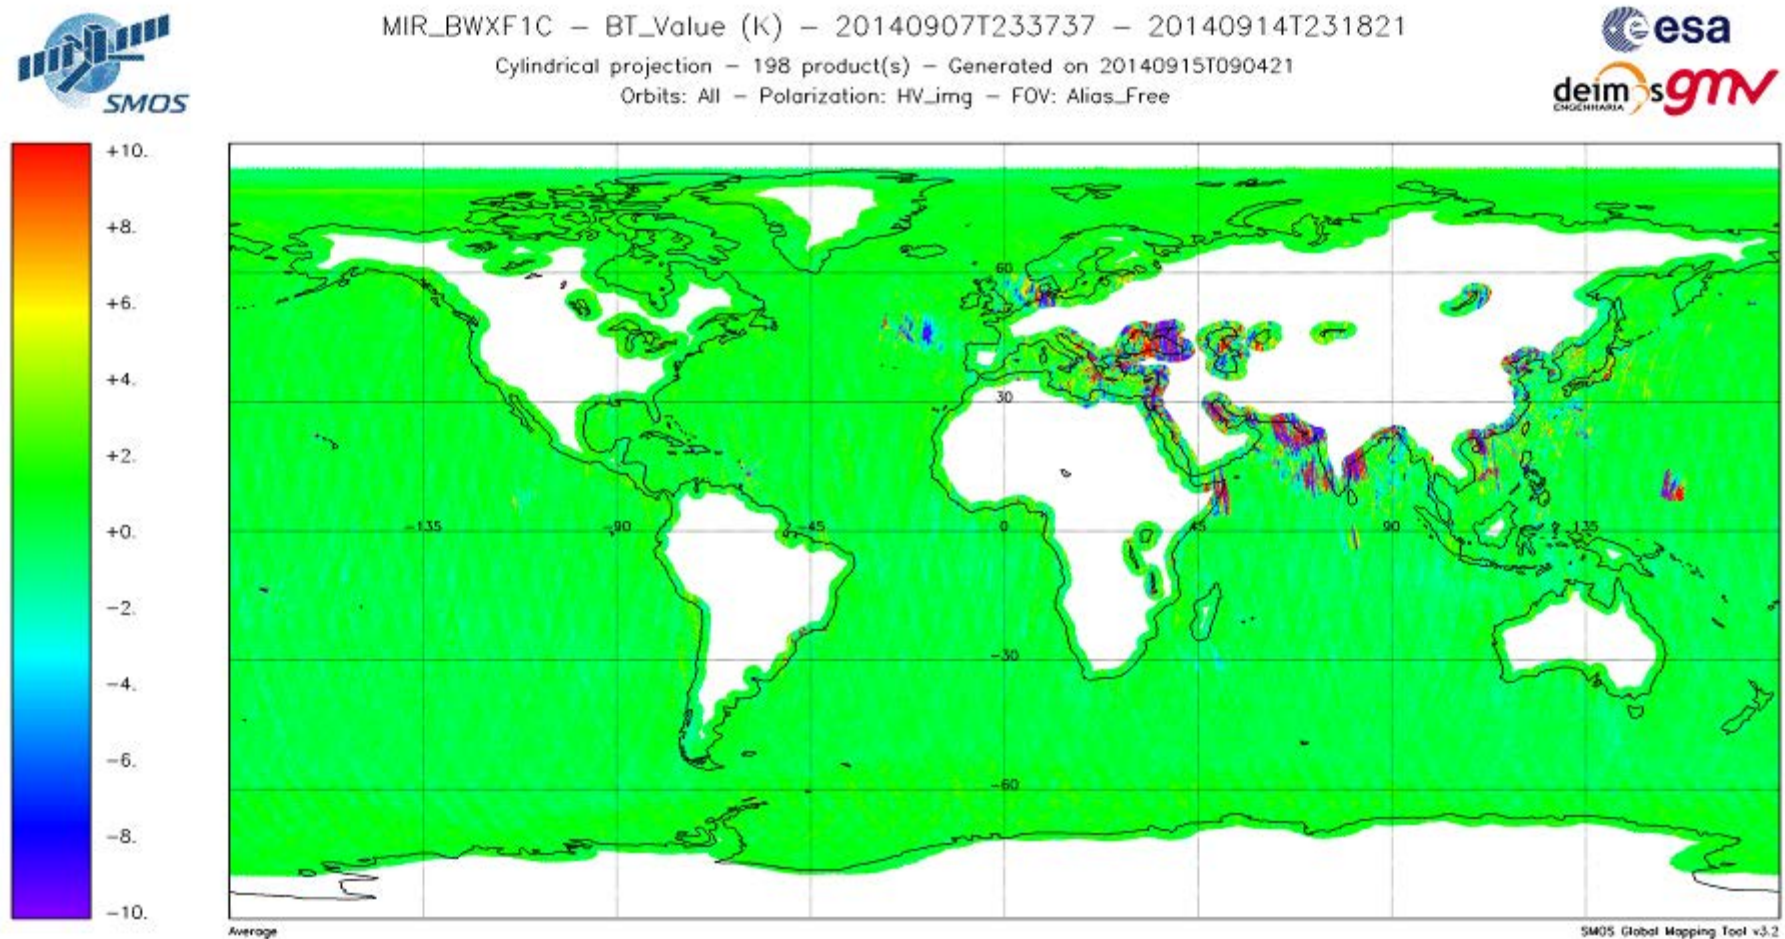 SMOS
MIR_BWXF1C – BT_Value (K) – 20140907T233737 – 20140914T231821
Cylindrical projection – 198 product(s) – Generated on 20140915T090421
Orbits: All – Polarization: HV_img – FOV: Alias_Free
esa
deimos
ENGENHARIA
gmv
+10.
+8.
+6.
+4.
+2.
+0.
−2.
−4.
−6.
−8.
−10.
60
30
−135
−90
−45
0
45
90
135
−30
−60
Average
SMOS Global Mapping Tool v3.2